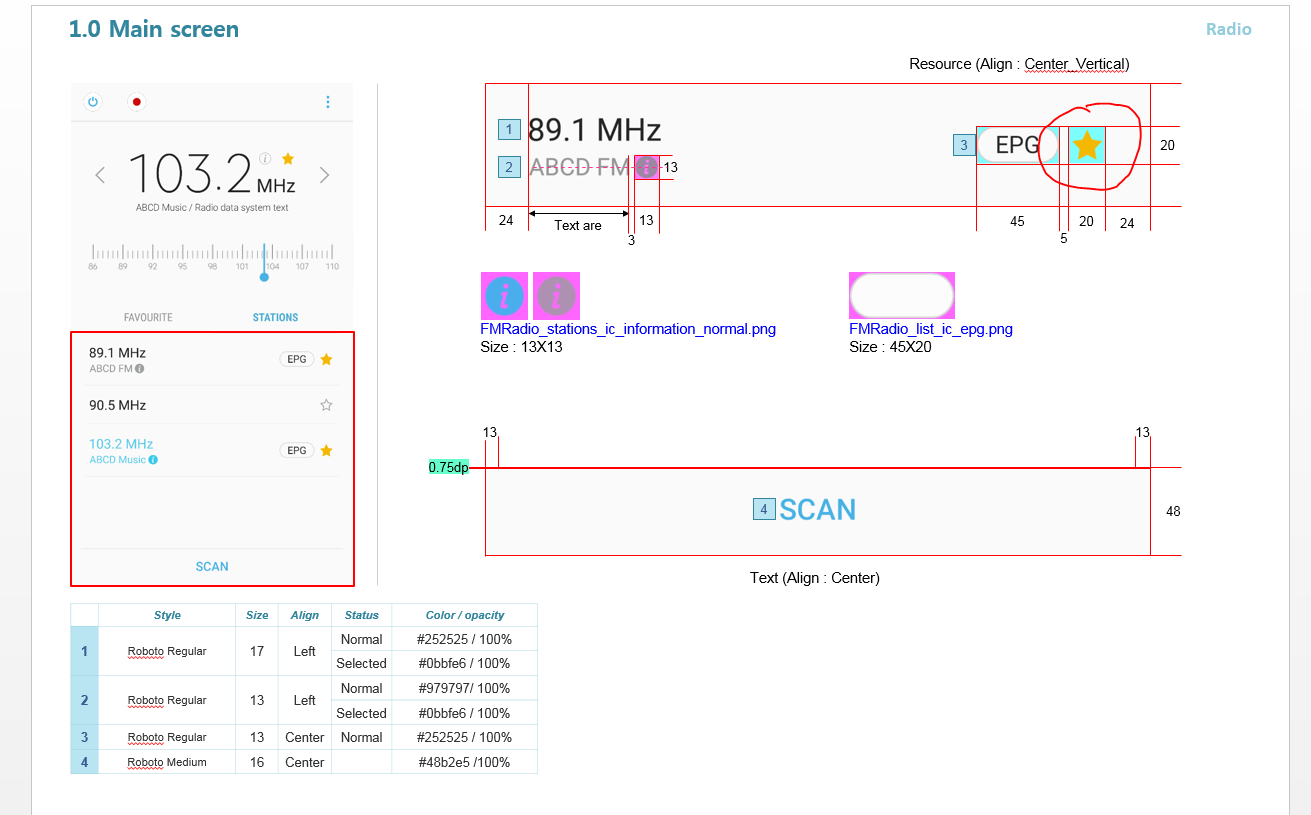 1.0 Main screen
Radio
Resource (Align : Center_Vertical)
103.2 MHz
ABCD Music / Radio data system text
86 89 92 95 98 101 104 107 110
FAVOURITE STATIONS
89.1 MHz
ABCD FM
EPG
90.5 MHz
103.2 MHz
ABCD Music
EPG
SCAN
1 89.1 MHz
2 ABCD FM i 13
3 EPG
20
24 Text are 3 13 45 5 20 24
FMRadio_stations_ic_information_normal.png
Size : 13X13
FMRadio_list_ic_epg.png
Size : 45X20
13 13
0.75dp
4 SCAN
48
Text (Align : Center)
Style Size Align Status Color / opacity
1 Roboto Regular 17 Left Normal #252525 / 100%
Selected #0bbfe6 / 100%
2 Roboto Regular 13 Left Normal #979797/ 100%
Selected #0bbfe6 / 100%
3 Roboto Regular 13 Center Normal #252525 / 100%
4 Roboto Medium 16 Center #48b2e5 /100%